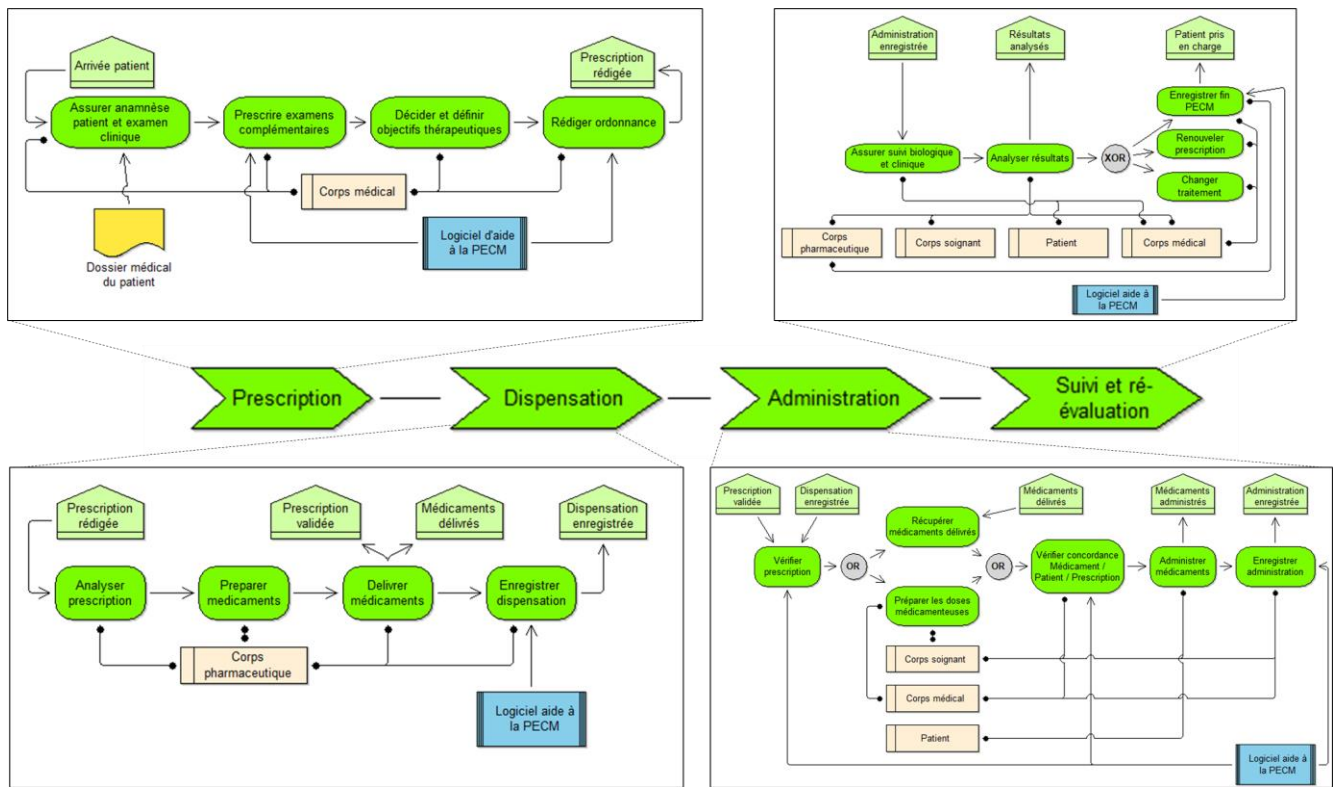 Arrivée patient
Prescription
rédigée
Assurer anamnèse
patient et examen
clinique
Prescrire examens
complémentaires
Décider et définir
objectifs thérapeutiques
Rédiger ordonnance
Corps médical
Logiciel d'aide
à la PECM
Dossier médical
du patient
Administration
enregistrée
Résultats
analysés
Patient pris
en charge
Enregistrer fin
PECM
Assurer suivi biologique
et clinique
Analyser résultats
XOR
Renouveler
prescription
Changer
traitement
Corps
pharmaceutique
Corps soignant
Patient
Corps médical
Logiciel aide à
la PECM
Prescription
Dispensation
Administration
Suivi et ré-
évaluation
Prescription
rédigée
Prescription
validée
Médicaments
délivrés
Dispensation
enregistrée
Analyser
prescription
Preparer
medicaments
Delivrer
médicaments
Enregistrer
dispensation
Corps
pharmaceutique
Logiciel aide à
la PECM
Prescription
validée
Dispensation
enregistrée
Médicaments
délivrés
Médicaments
administrés
Administration
enregistrée
Récupérer
médicaments délivrés
Vérifier
prescription
OR
OR
Vérifier concordance
Médicament /
Patient / Prescription
Administrer
médicaments
Enregistrer
administration
Préparer les doses
médicamenteuses
Corps soignant
Corps médical
Patient
Logiciel aide à
la PECM